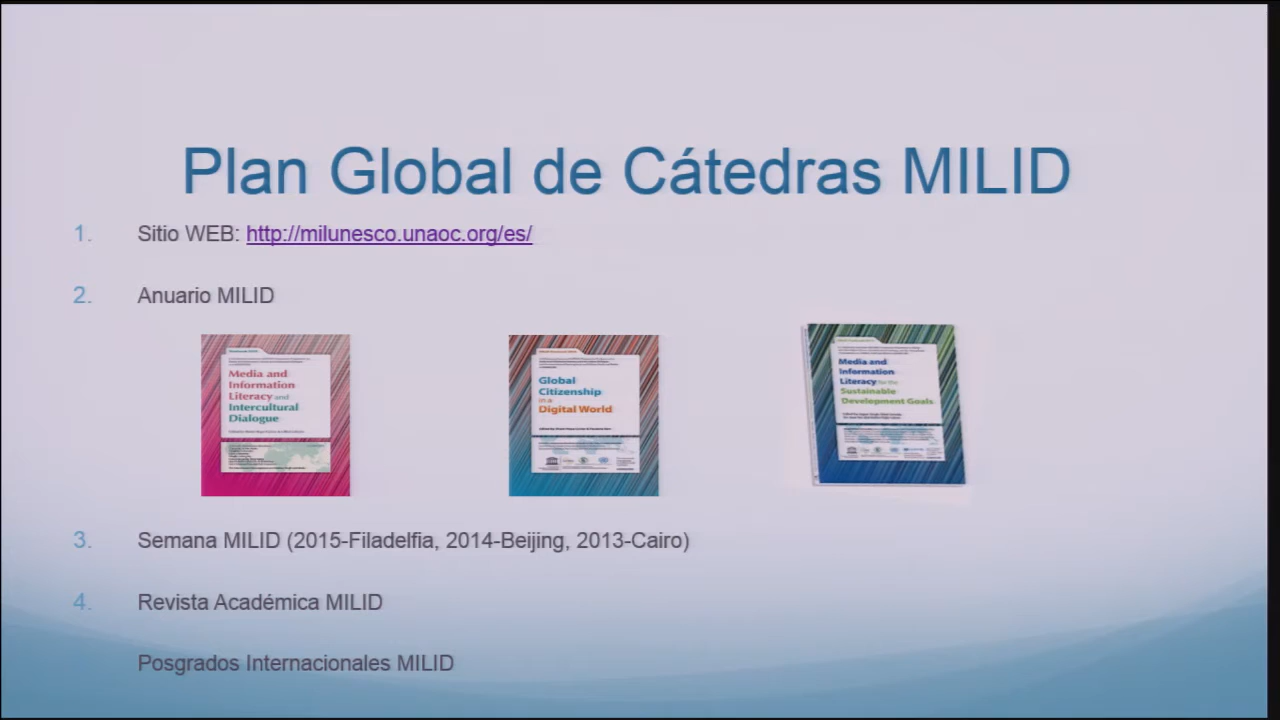 Plan Global de Cátedras MILID
1. Sitio WEB: http://milunesco.unaoc.org/es/
2. Anuario MILID
Media and
Information
Literacy and
Intercultural
Dialogue
Global
Citizenship
in a
Digital World
Media and
Information
Literacy for the
Sustainable
Development Goals
3. Semana MILID (2015-Filadelfia, 2014-Beijing, 2013-Cairo)
4. Revista Académica MILID
Posgrados Internacionales MILID